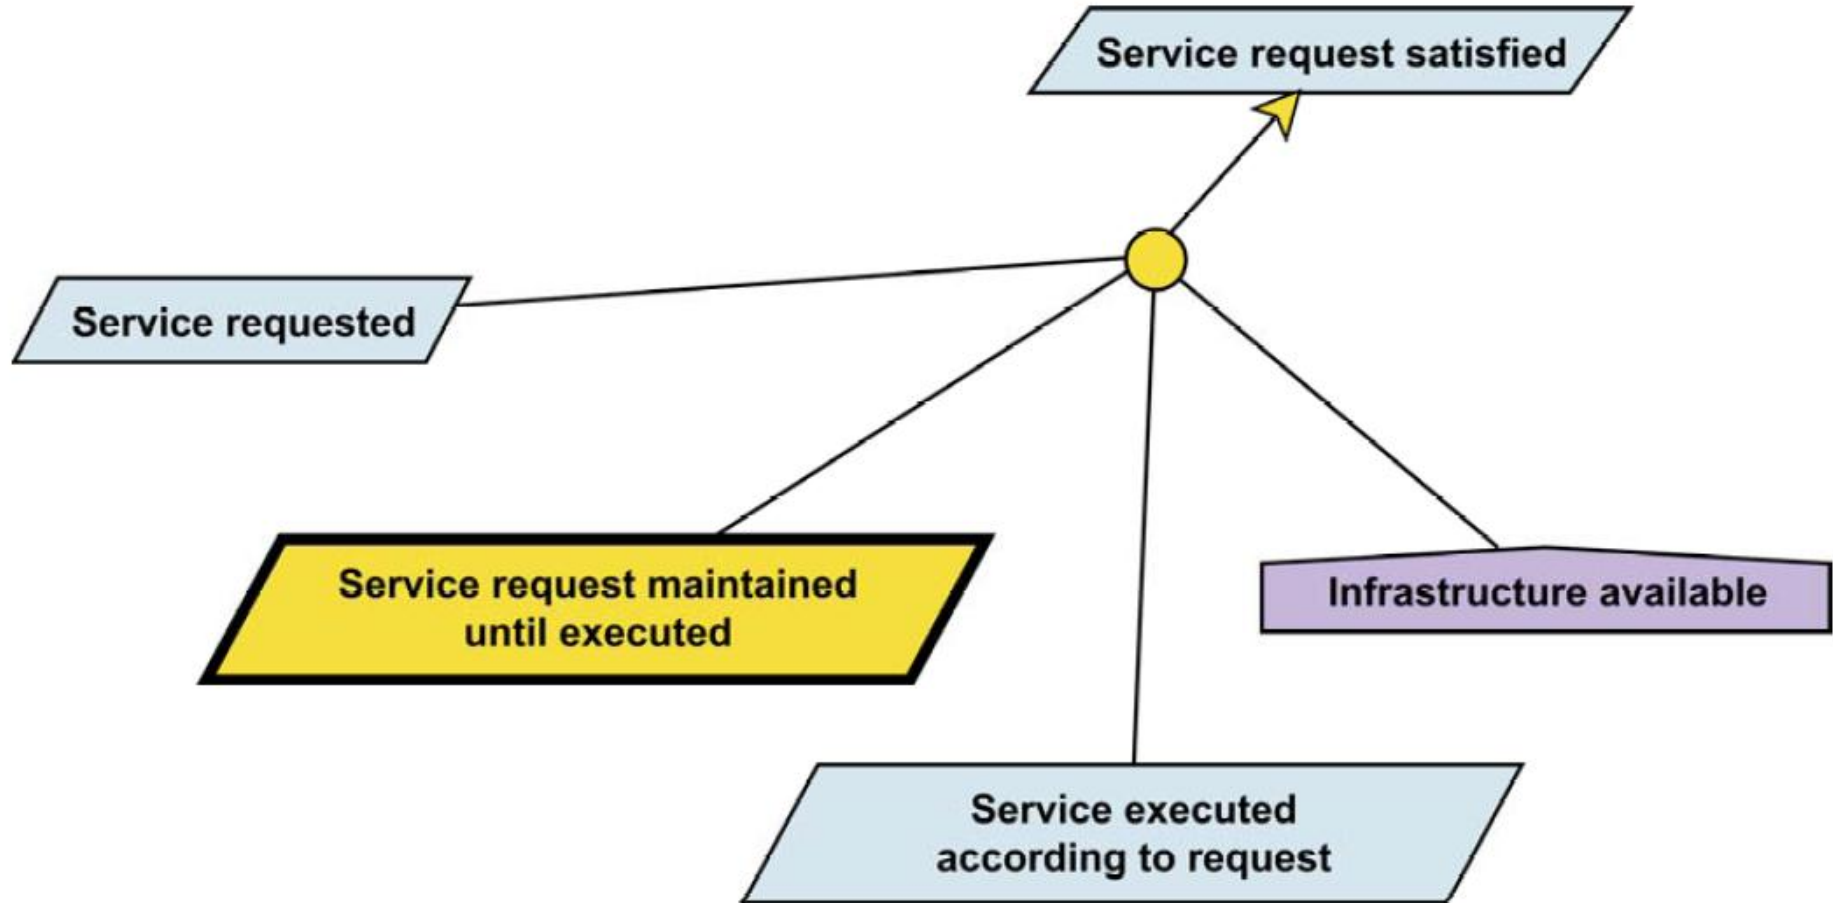 Service request satisfied
Service requested
Service request maintained
until executed
Infrastructure available
Service executed
according to request